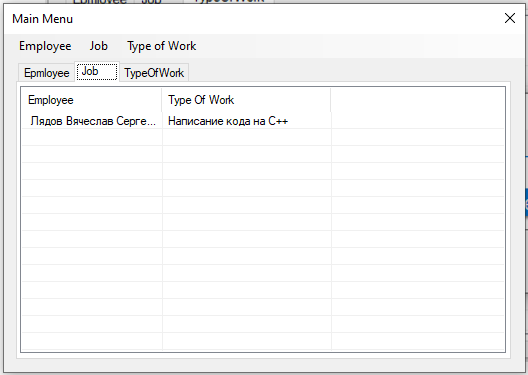 Main Menu
Employee Job Type of Work
Epmloyee Job TypeOfWork
Employee Type Of Work
Лядов Вячеслав Серге... Написание кода на C++